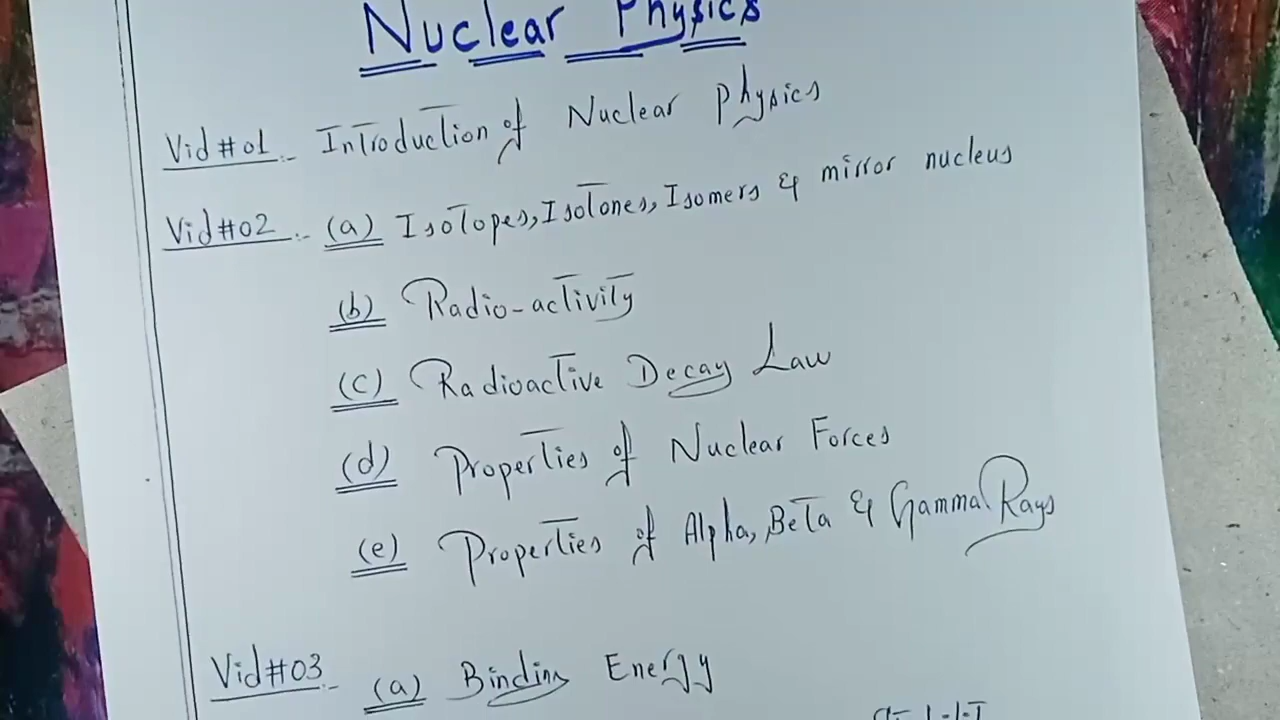 Nuclear Physics
Vid#01:- Introduction of Nuclear physics
Vid#02:- (a) Isotopes, Isotones, Isomers & mirror nucleus
(b) Radio-activity
(c) Radioactive Decay Law
(d) Properties of Nuclear Forces
(e) Properties of Alpha, Beta & Gamma Rays
Vid#03:- (a) Binding Energy